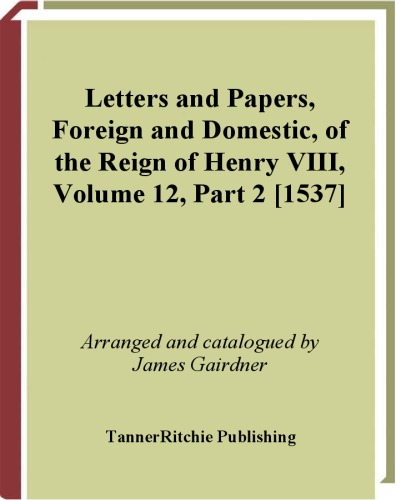 Letters and Papers,
Foreign and Domestic, of
the Reign of Henry VIII,
Volume 12, Part 2 [1537]
Arranged and catalogued by
James Gairdner
TannerRitchie Publishing